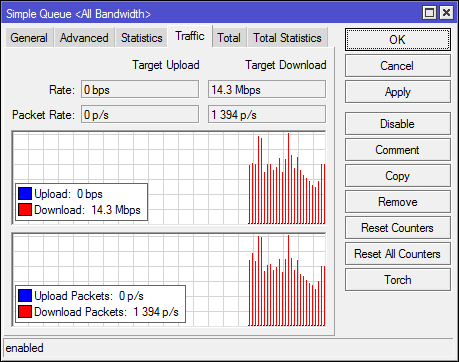 Simple Queue <All Bandwidth>
General Advanced Statistics Traffic Total Total Statistics
Target Upload Target Download
Rate: 0 bps 14.3 Mbps
Packet Rate: 0 p/s 1 394 p/s
Upload: 0 bps
Download: 14.3 Mbps
Upload Packets: 0 p/s
Download Packets: 1 394 p/s
OK
Cancel
Apply
Disable
Comment
Copy
Remove
Reset Counters
Reset All Counters
Torch
enabled